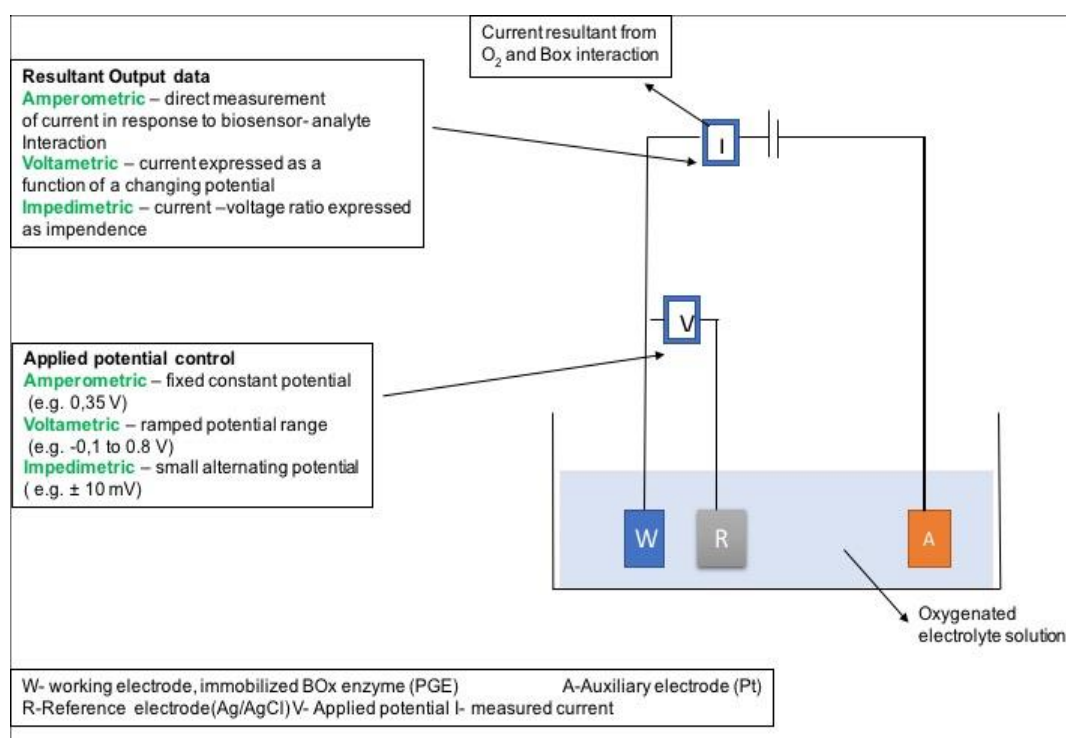 Current resultant from
O₂ and Box interaction
Resultant Output data
Amperometric – direct measurement
of current in response to biosensor- analyte
Interaction
Voltametric – current expressed as a
function of a changing potential
Impedimetric – current –voltage ratio expressed
as impendence
I
V
Applied potential control
Amperometric – fixed constant potential
(e.g. 0,35 V)
Voltametric – ramped potential range
(e.g. -0,1 to 0.8 V)
Impedimetric – small alternating potential
( e.g. ± 10 mV)
W
R
A
Oxygenated
electrolyte solution
W- working electrode, immobilized BOx enzyme (PGE) A-Auxiliary electrode (Pt)
R-Reference electrode(Ag/AgCl) V- Applied potential I- measured current